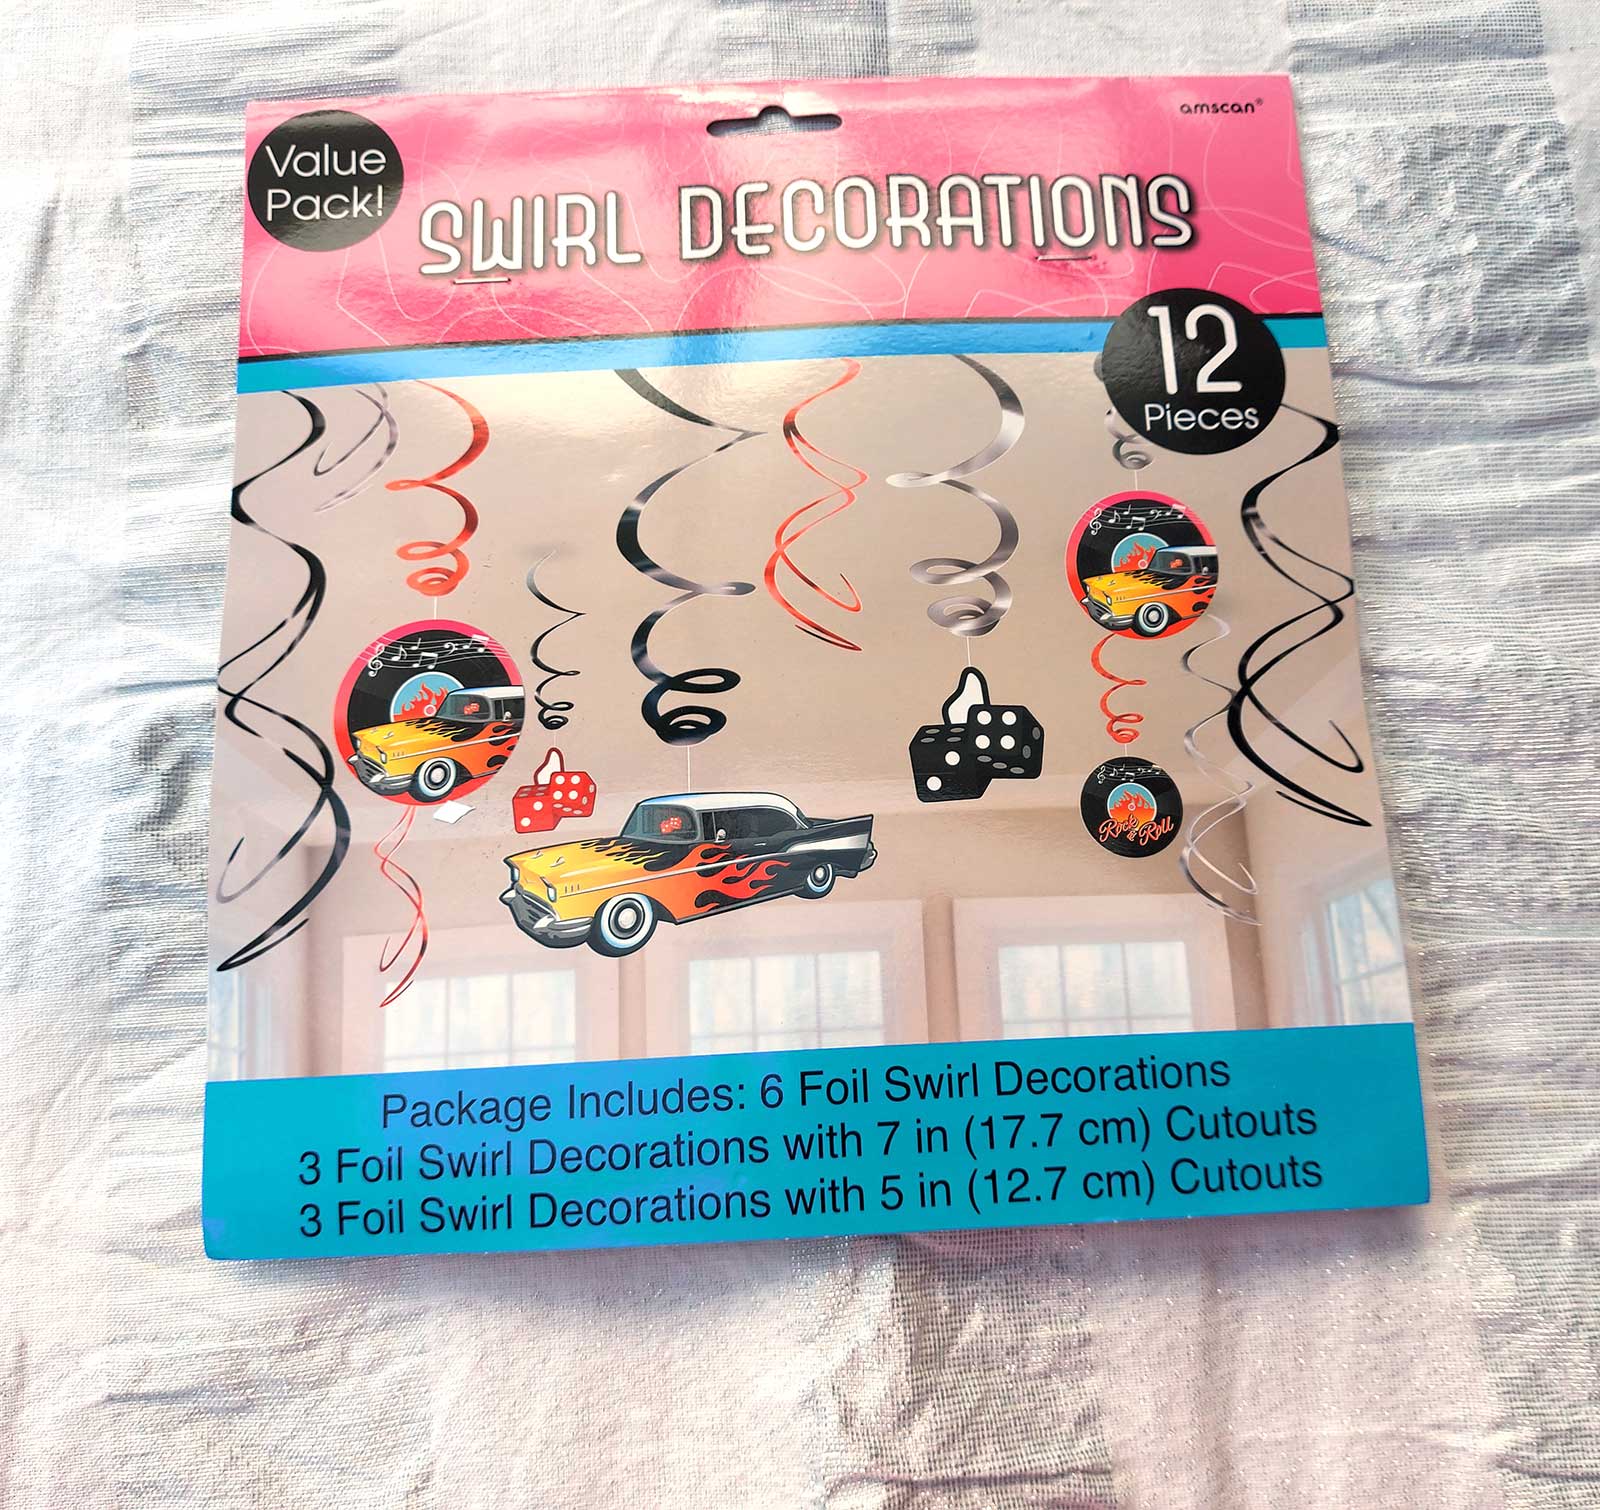 amscan®
Value
Pack!
SWIRL DECORATIONS
12
Pieces
Rock
&
Roll
Package Includes: 6 Foil Swirl Decorations
3 Foil Swirl Decorations with 7 in (17.7 cm) Cutouts
3 Foil Swirl Decorations with 5 in (12.7 cm) Cutouts